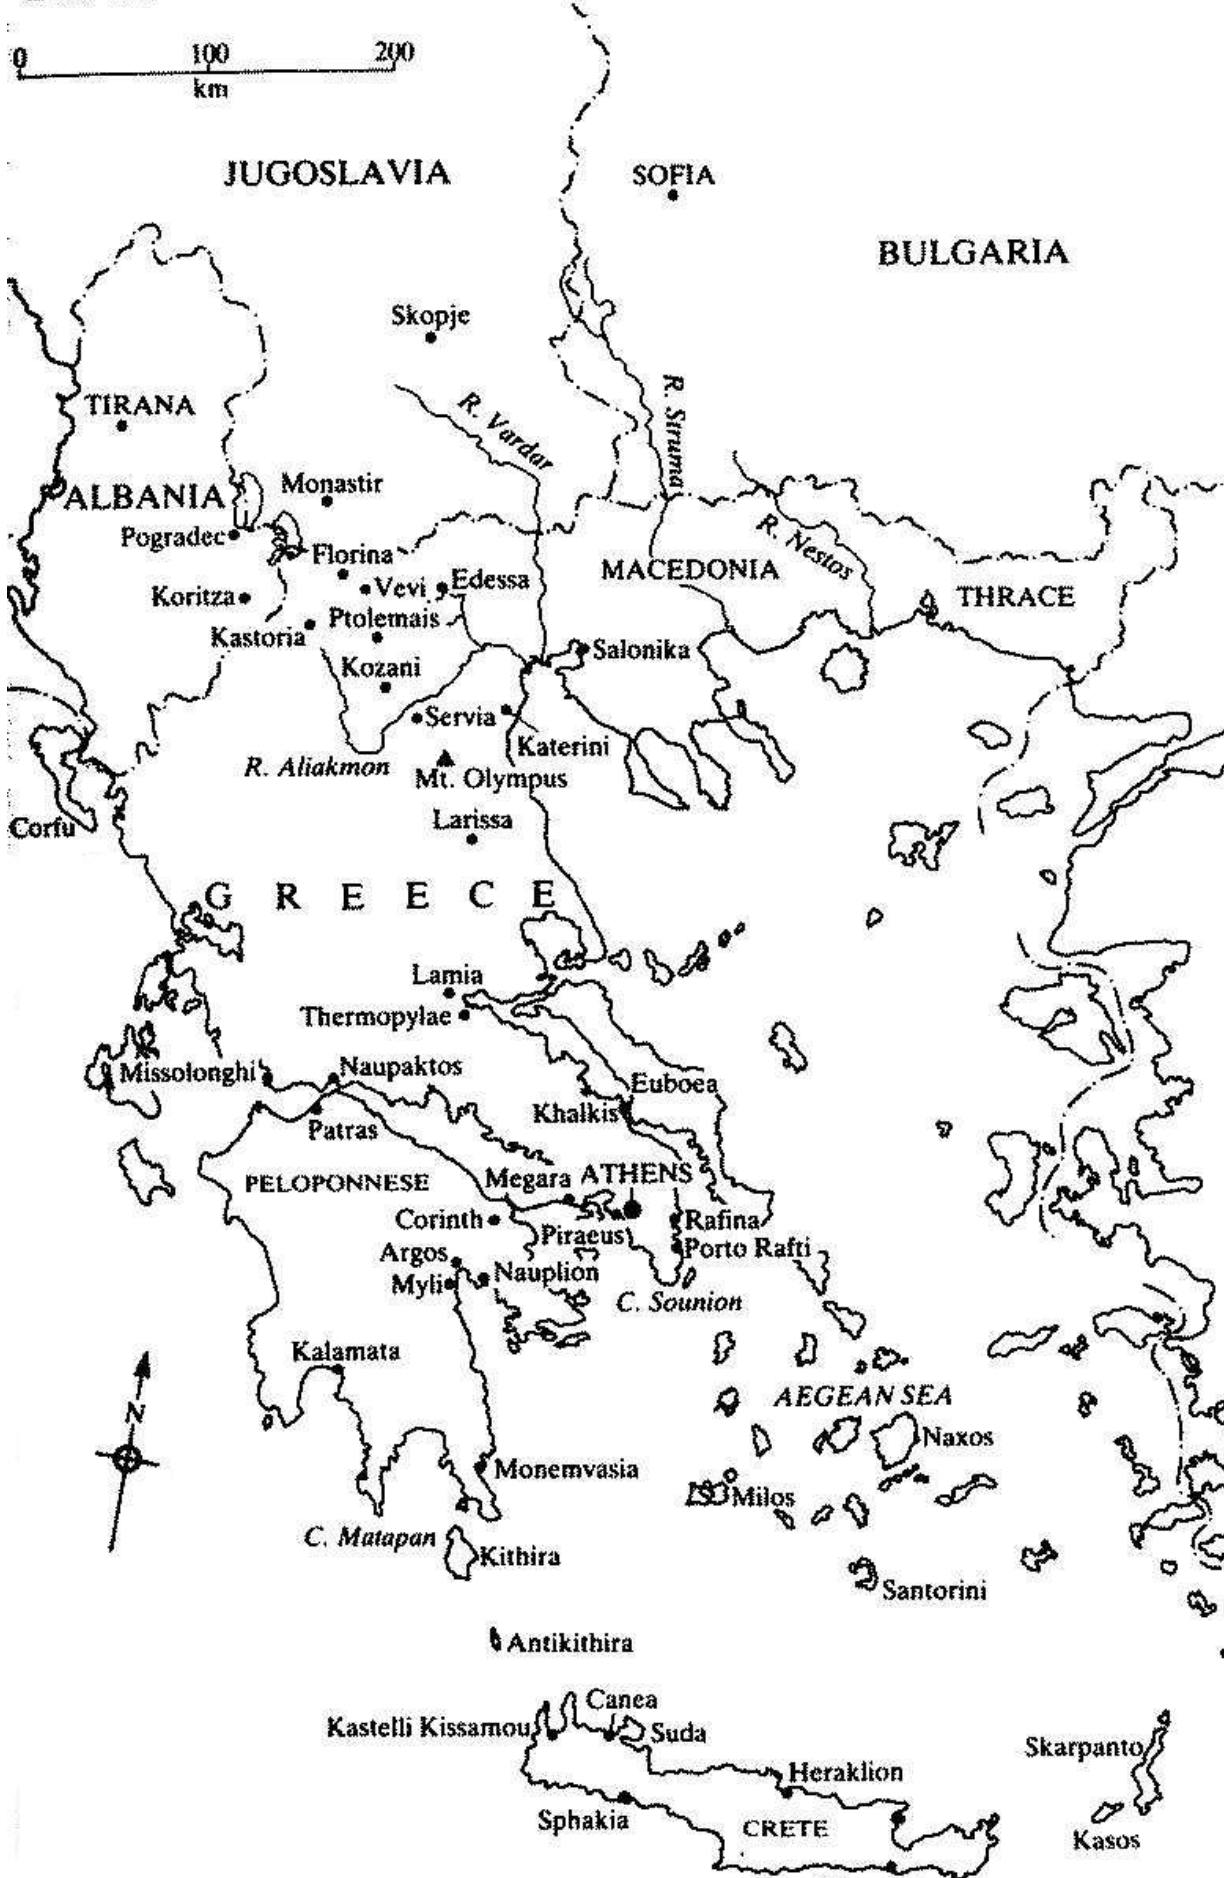 0 100 200
km
JUGOSLAVIA
SOFIA
BULGARIA
Skopje
R. Vardar
R. Struma
TIRANA
ALBANIA
Monastir
Pogradec
Florina
R. Nestos
MACEDONIA
THRACE
Koritza
Vevi
Edessa
Kastoria
Ptolemais
Salonika
Kozani
Servia
Katerini
R. Aliakmon
Mt. Olympus
Corfu
Larissa
GREECE
Lamia
Thermopylae
Missolonghi
Naupaktos
Euboea
Khalkis
Patras
PELOPONNESE
Megara
ATHENS
Corinth
Piraeus
Rafina
Porto Rafti
Argos
Myli
Nauplion
C. Sounion
Kalamata
AEGEAN SEA
N
Naxos
Monemvasia
Milos
C. Matapan
Kithira
Santorini
Antikithira
Canea
Kastelli Kissamou
Suda
Skarpanto
Heraklion
Sphakia
CRETE
Kasos